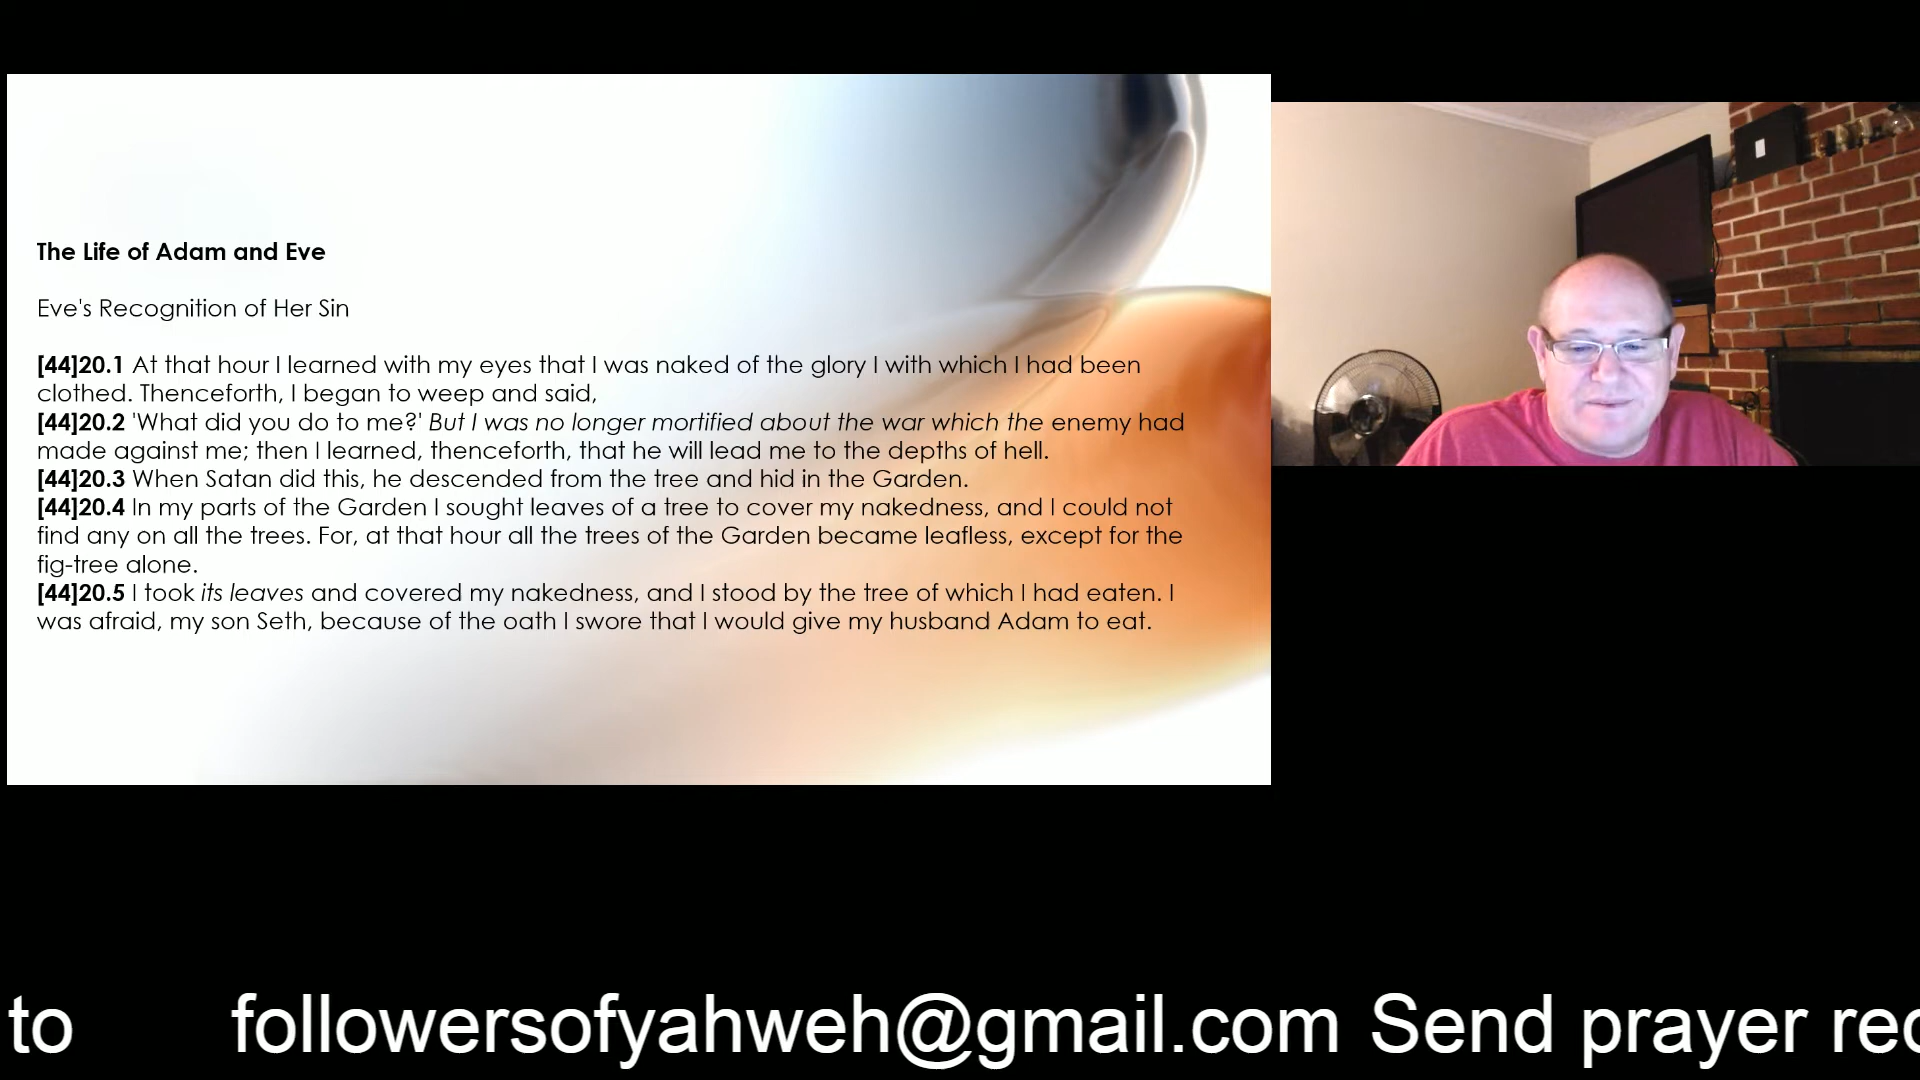 The Life of Adam and Eve
Eve's Recognition of Her Sin
[44]20.1 At that hour I learned with my eyes that I was naked of the glory I with which I had been
clothed. Thenceforth, I began to weep and said,
[44]20.2 'What did you do to me?' But I was no longer mortified about the war which the enemy had
made against me; then I learned, thenceforth, that he will lead me to the depths of hell.
[44]20.3 When Satan did this, he descended from the tree and hid in the Garden.
[44]20.4 In my parts of the Garden I sought leaves of a tree to cover my nakedness, and I could not
find any on all the trees. For, at that hour all the trees of the Garden became leafless, except for the
fig-tree alone.
[44]20.5 I took its leaves and covered my nakedness, and I stood by the tree of which I had eaten. I
was afraid, my son Seth, because of the oath I swore that I would give my husband Adam to eat.
to followersofyahweh@gmail.com Send prayer